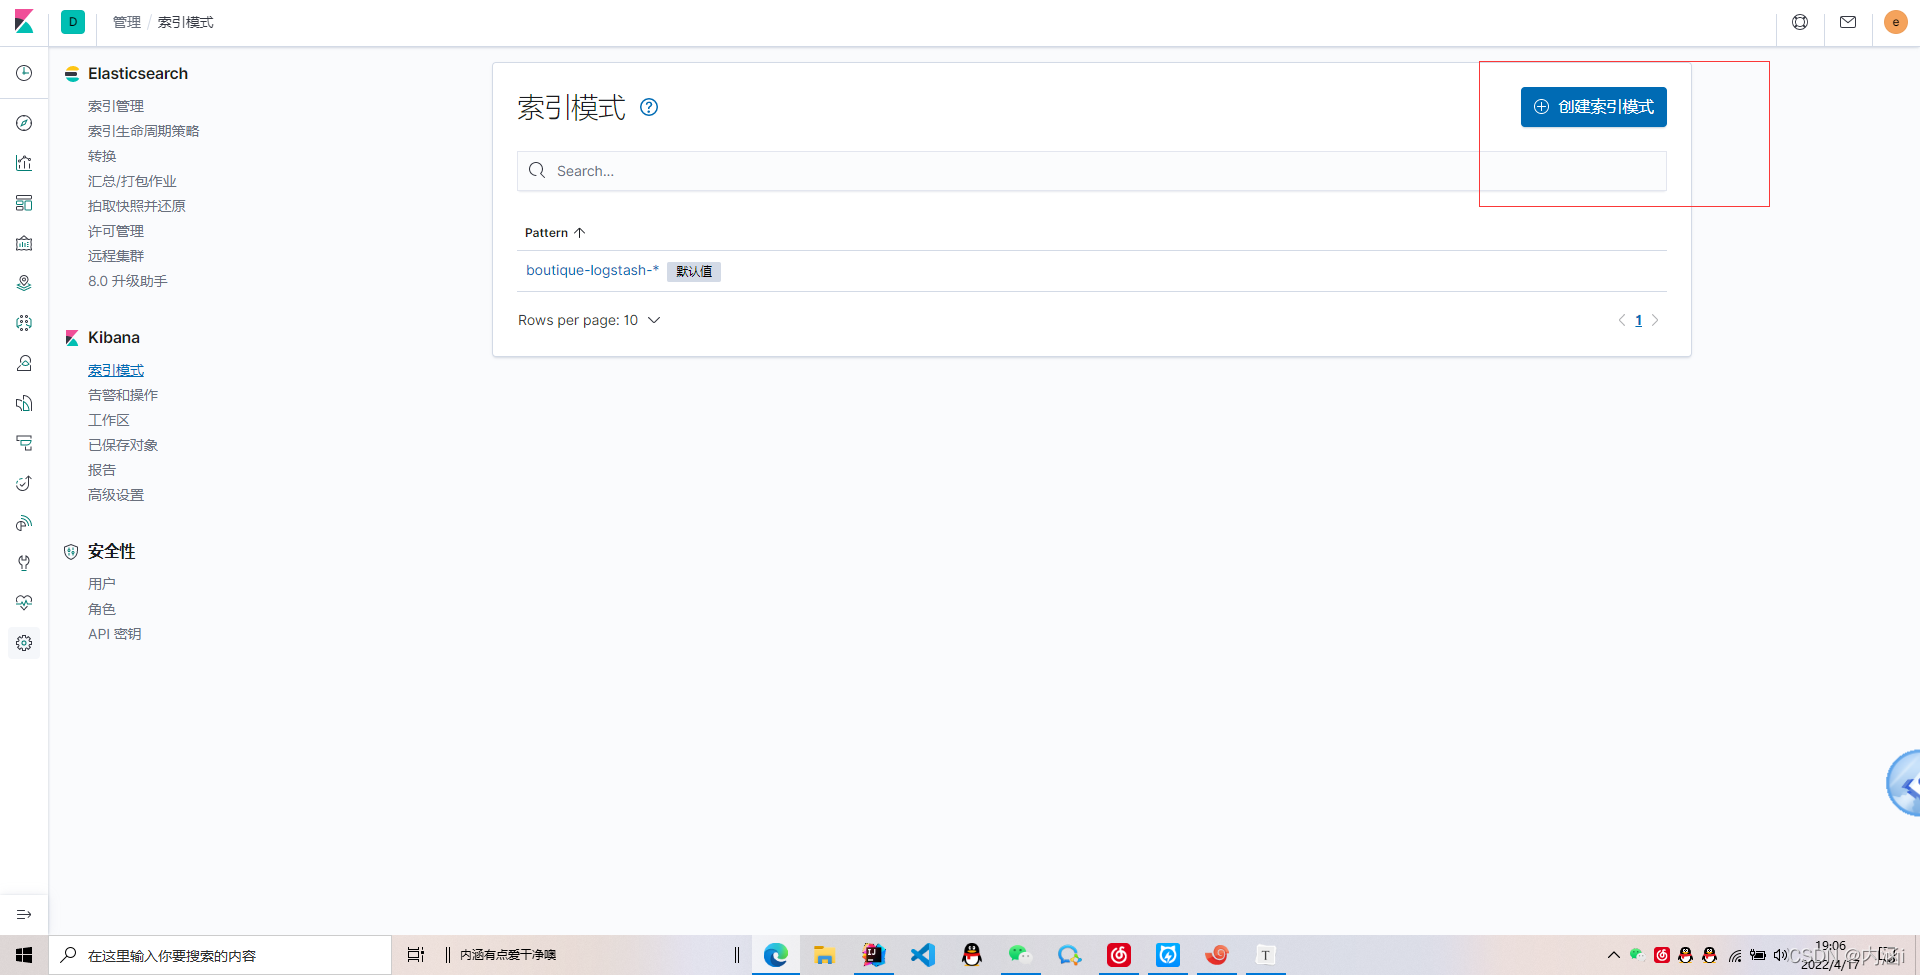 D
管理 / 索引模式
e
Elasticsearch
索引管理
索引生命周期策略
转换
汇总/打包作业
拍取快照并还原
许可管理
远程集群
8.0 升级助手
Kibana
索引模式
告警和操作
工作区
已保存对象
报告
高级设置
安全性
用户
角色
API 密钥
索引模式
创建索引模式
Search...
Pattern
boutique-logstash-* 默认值
Rows per page: 10
1
在这里输入你要搜索的内容
内涵有点爱干净噢
T
19:06
2022/4/17